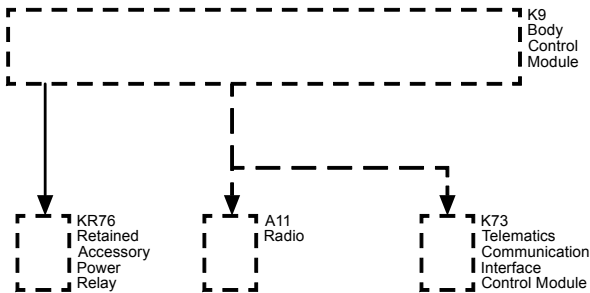 K9
Body
Control
Module
KR76
Retained
Accessory
Power
Relay
A11
Radio
K73
Telematics
Communication
Interface
Control Module